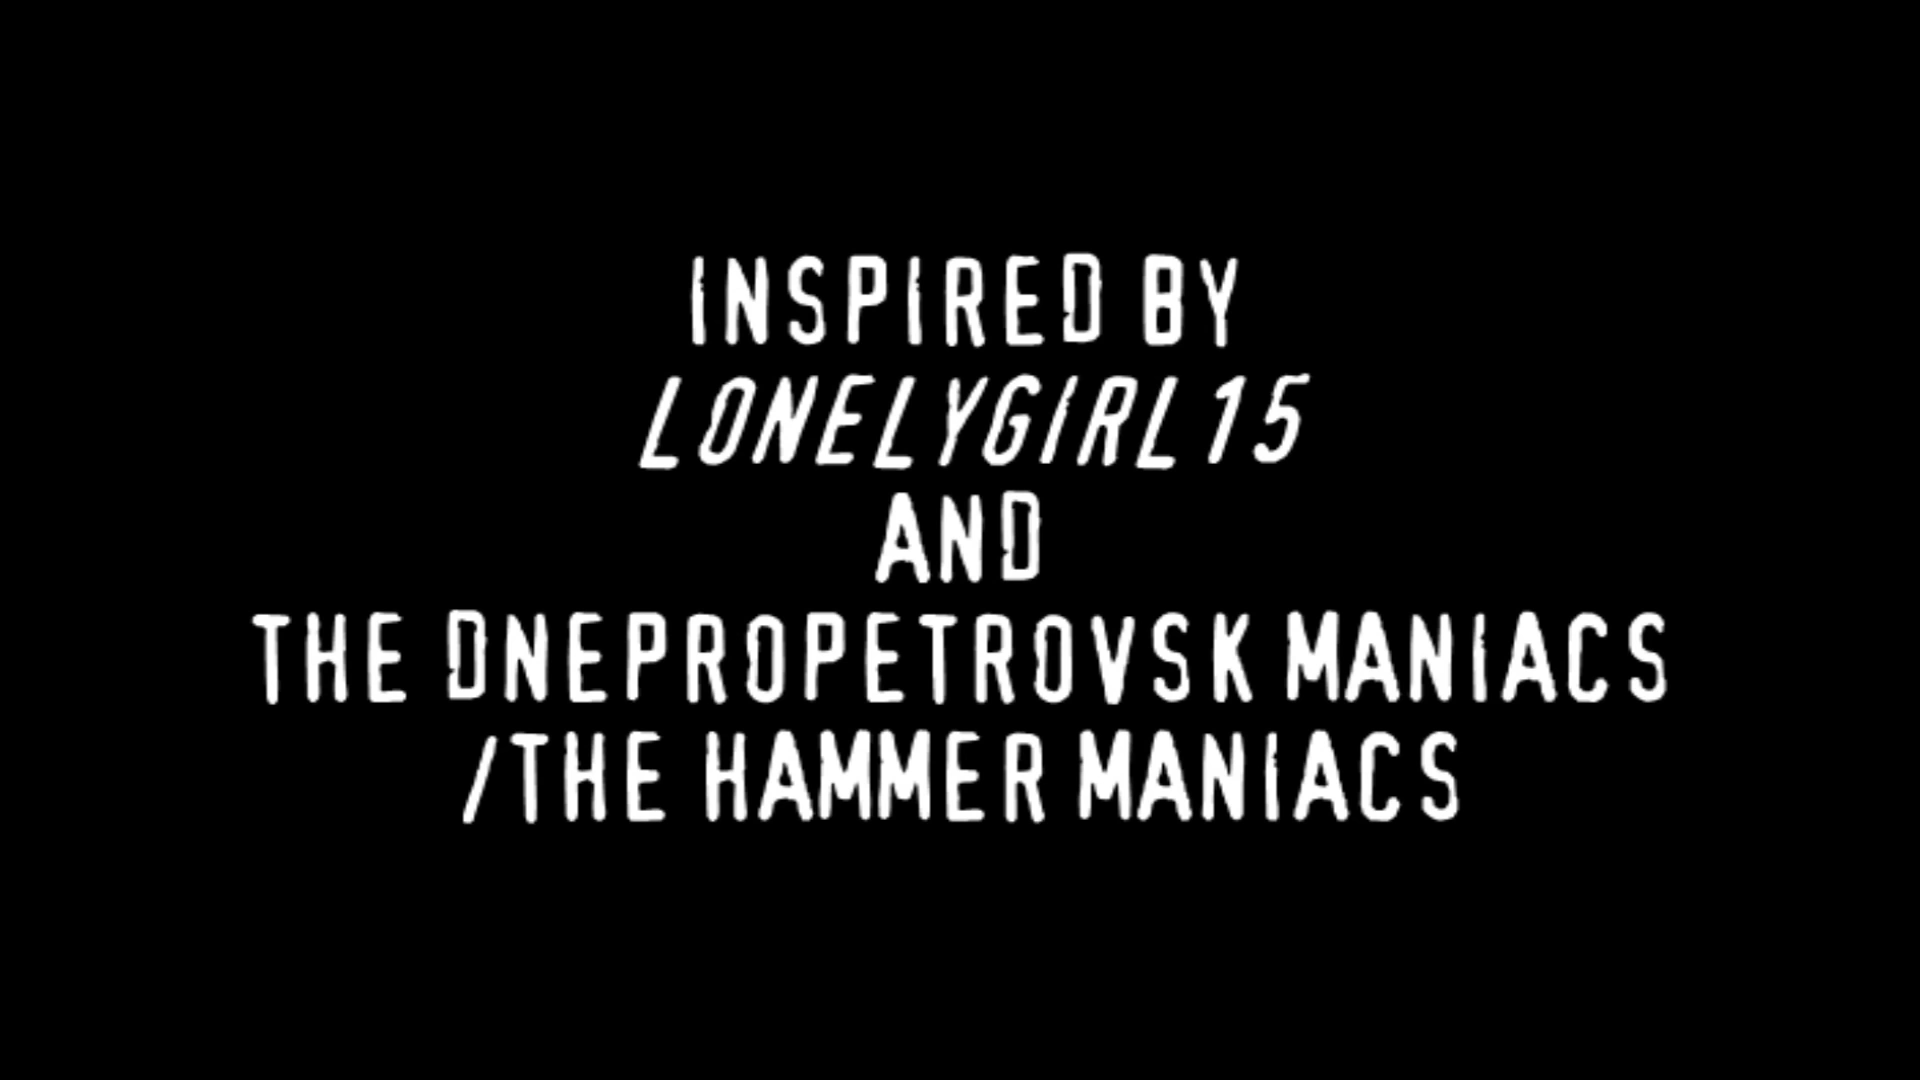 INSPIRED BY
LONELYGIRL15
AND
THE DNEPROPETROVSK MANIACS
/THE HAMMER MANIACS